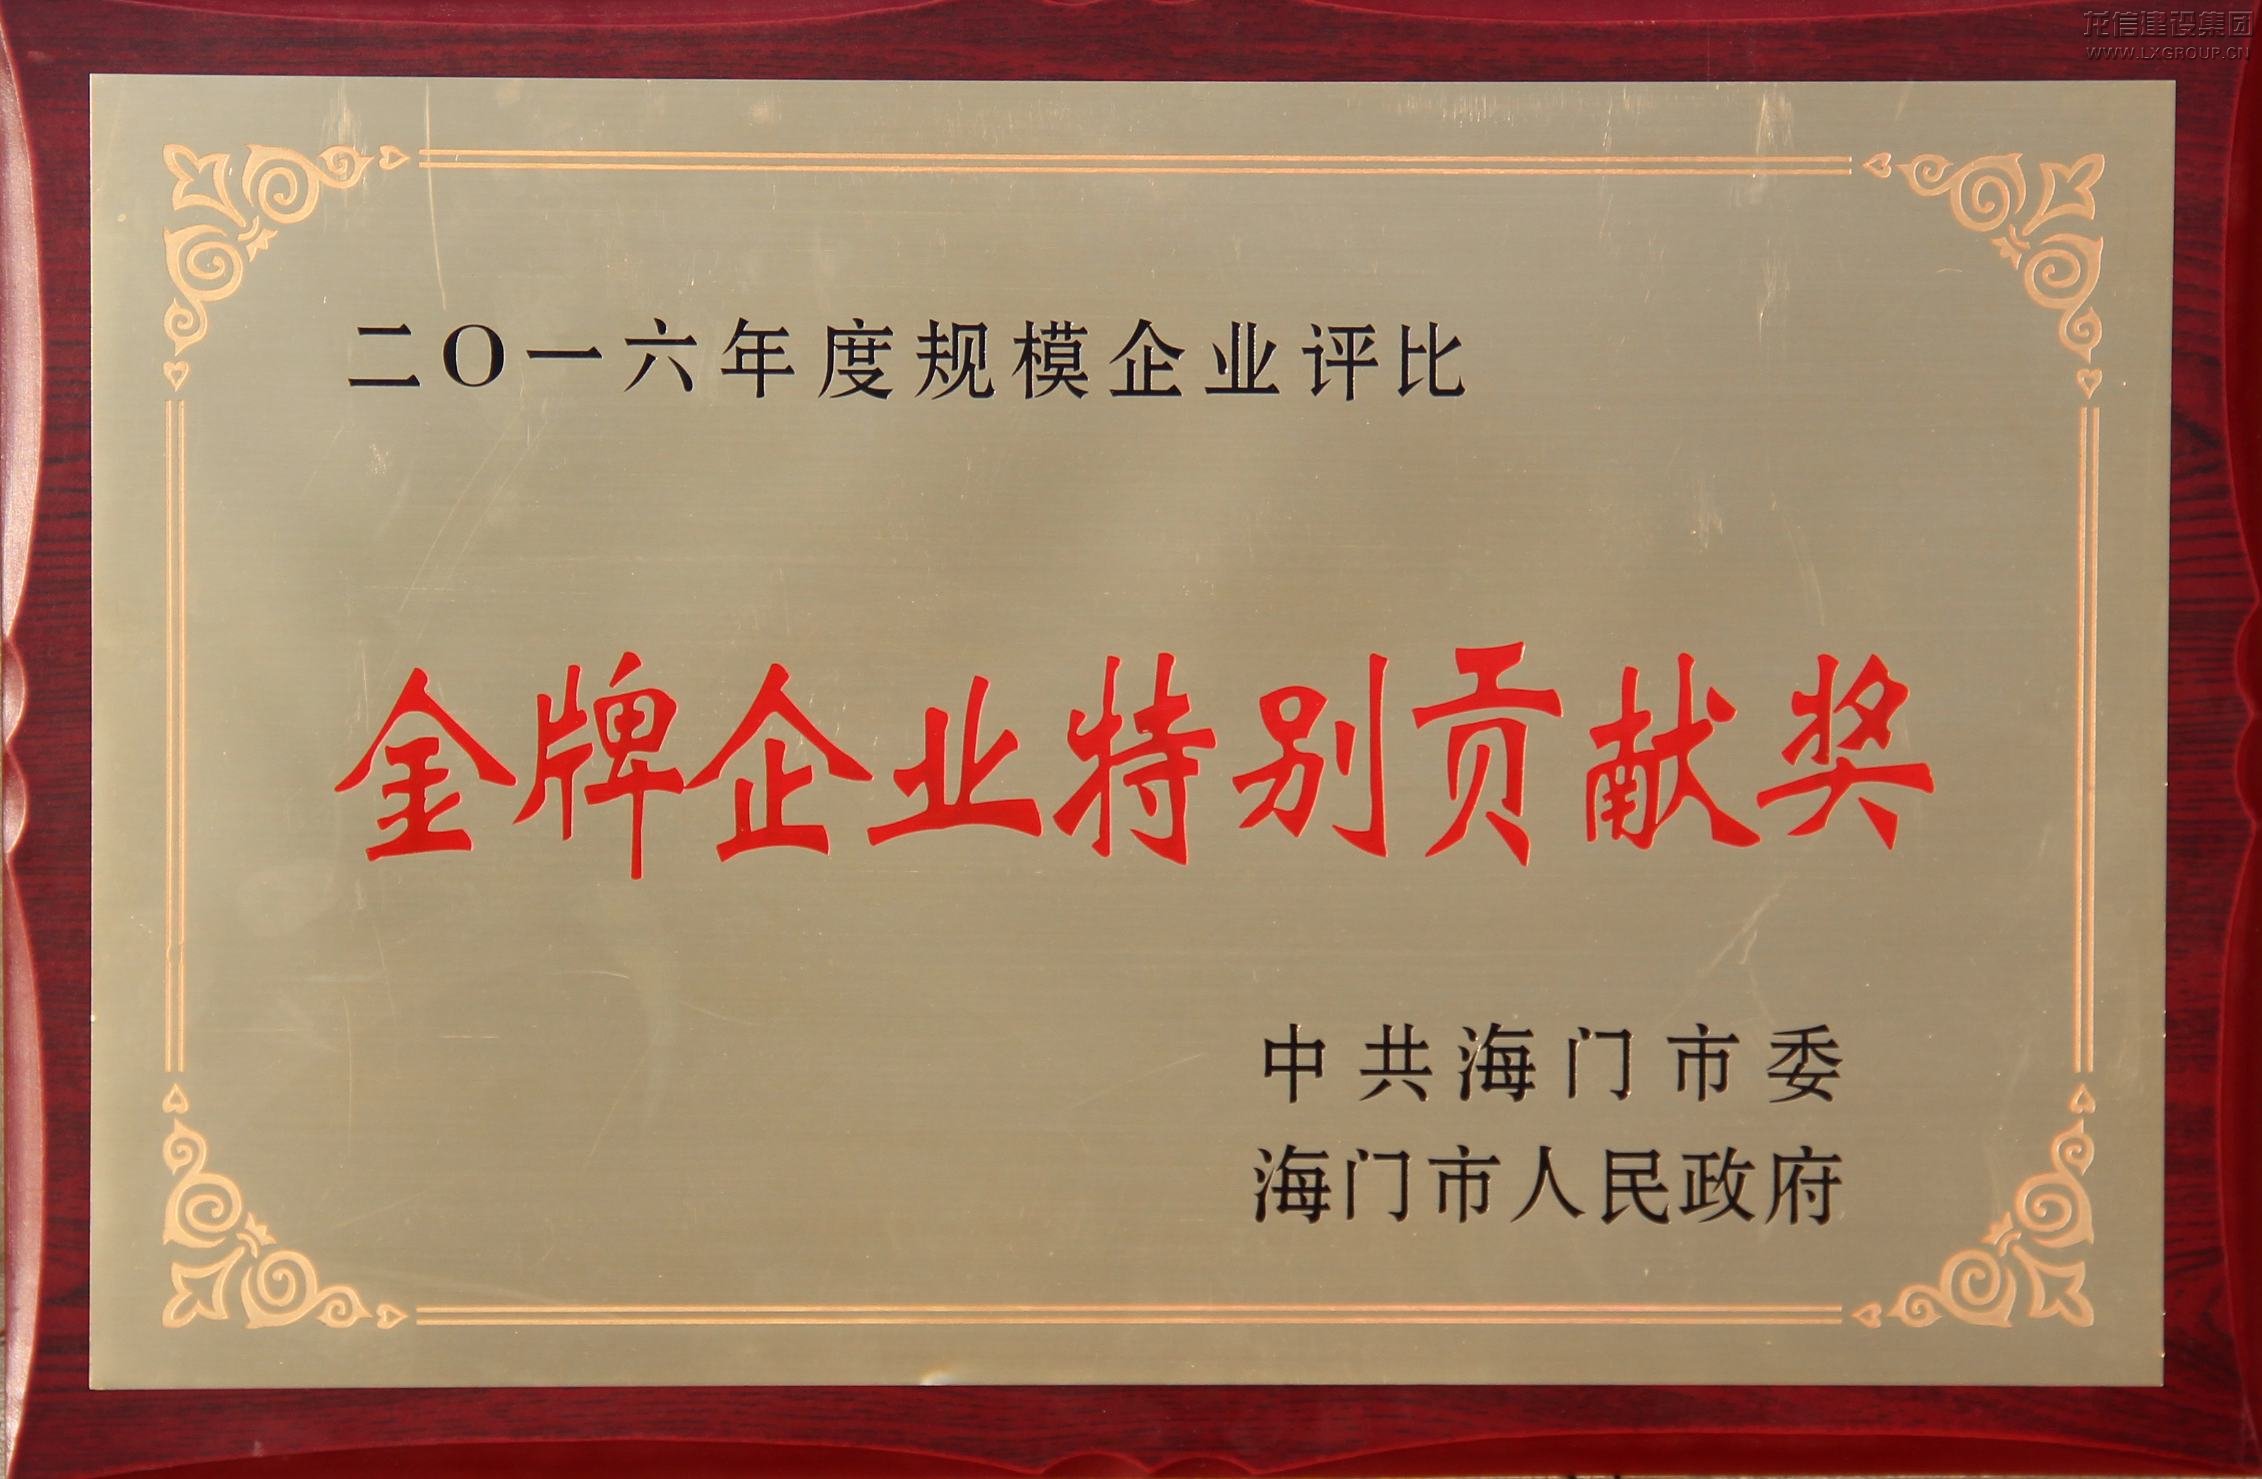 龙信建设集团
WWW.LXGROUP.CN
二〇一六年度规模企业评比
金牌企业特别贡献奖
中共海门市委
海门市人民政府